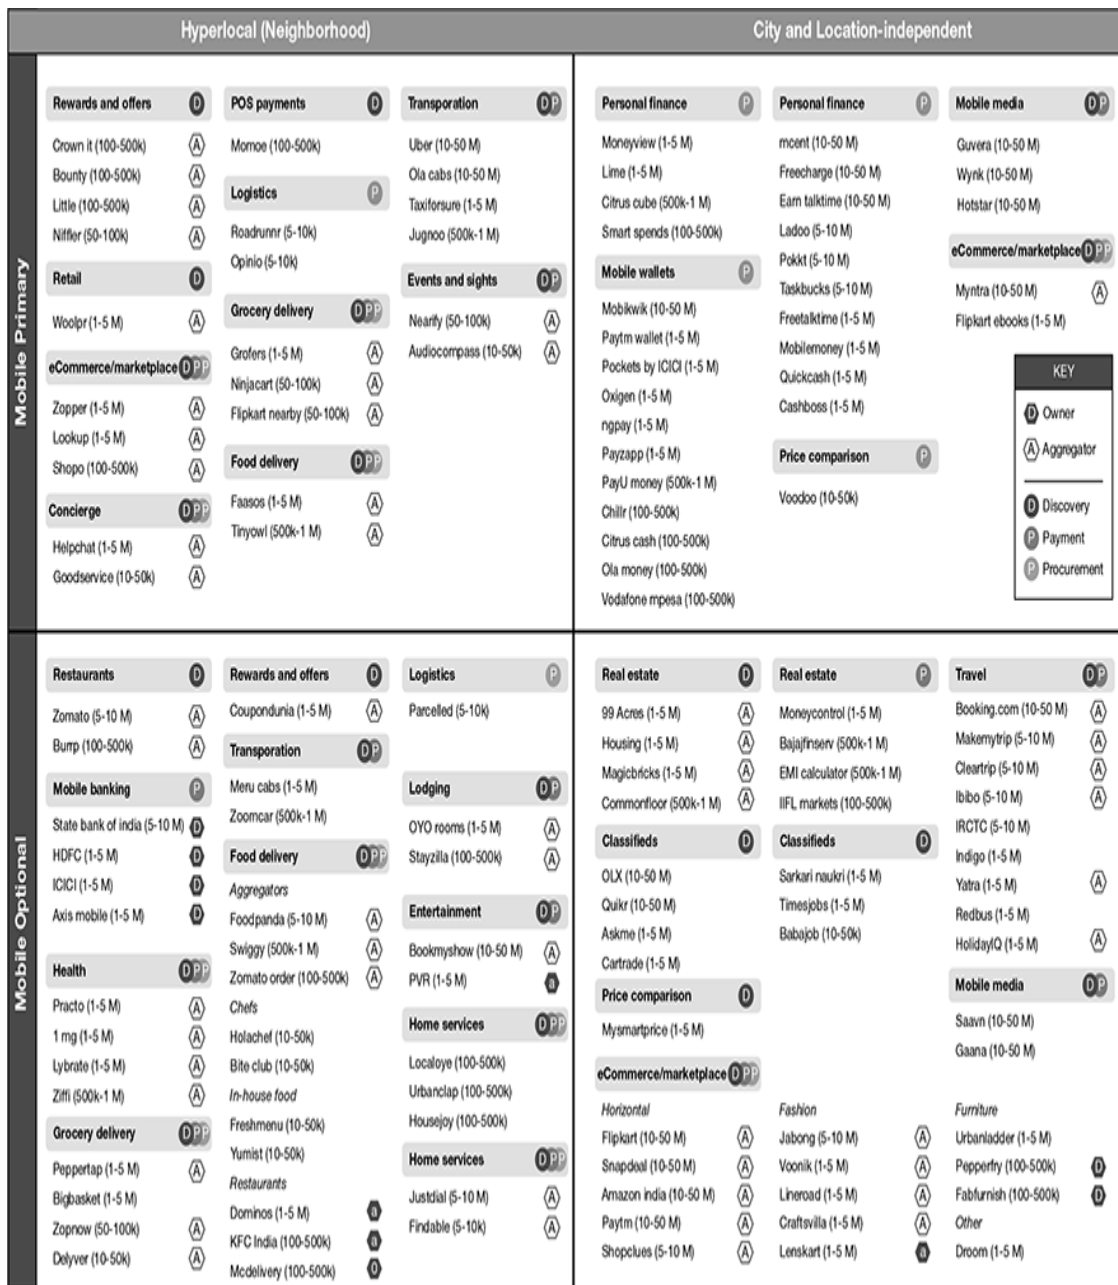 Hyperlocal (Neighborhood)
City and Location-independent
Mobile Primary
Rewards and offers D
Crown it (100-500k) A
Bounty (100-500k) A
Little (100-500k) A
Niffler (50-100k) A
Retail D
Woolpr (1-5 M) A
eCommerce/marketplace D P P
Zopper (1-5 M) A
Lookup (1-5 M) A
Shopo (100-500k) A
Concierge D P P
Helpchat (1-5 M) A
Goodservice (10-50k) A
POS payments D
Momoe (100-500k)
Logistics P
Roadrunnr (5-10k)
Opinio (5-10k)
Grocery delivery D P P
Grofers (1-5 M) A
Ninjacart (50-100k) A
Flipkart nearby (50-100k) A
Food delivery D P P
Faasos (1-5 M) A
Tinyowl (500k-1 M) A
Transporation D P
Uber (10-50 M)
Ola cabs (10-50 M)
Taxiforsure (1-5 M)
Jugnoo (500k-1 M)
Events and sights D P
Nearify (50-100k) A
Audiocompass (10-50k) A
Personal finance P
Moneyview (1-5 M)
Lime (1-5 M)
Citrus cube (500k-1 M)
Smart spends (100-500k)
Mobile wallets P
Mobikwik (10-50 M)
Paytm wallet (1-5 M)
Pockets by ICICI (1-5 M)
Oxigen (1-5 M)
ngpay (1-5 M)
Payzapp (1-5 M)
PayU money (500k-1 M)
Chillr (100-500k)
Citrus cash (100-500k)
Ola money (100-500k)
Vodafone mpesa (100-500k)
Personal finance P
mcent (10-50 M)
Freecharge (10-50 M)
Earn talktime (10-50 M)
Ladoo (5-10 M)
Pokkt (5-10 M)
Taskbucks (5-10 M)
Freetalktime (1-5 M)
Mobilemoney (1-5 M)
Quickcash (1-5 M)
Cashboss (1-5 M)
Price comparison P
Voodoo (10-50k)
Mobile media D P
Guvera (10-50 M)
Wynk (10-50 M)
Hotstar (10-50 M)
eCommerce/marketplace D P P
Myntra (10-50 M) A
Flipkart ebooks (1-5 M)
KEY
D Owner
A Aggregator
D Discovery
P Payment
P Procurement
Mobile Optional
Restaurants D
Zomato (5-10 M) A
Burrp (100-500k) A
Mobile banking P
State bank of india (5-10 M) D
HDFC (1-5 M) D
ICICI (1-5 M) D
Axis mobile (1-5 M) D
Health D P P
Practo (1-5 M) A
1 mg (1-5 M) A
Lybrate (1-5 M) A
Ziffi (500k-1 M) A
Grocery delivery D P P
Peppertap (1-5 M) A
Bigbasket (1-5 M)
Zopnow (50-100k) A
Delyver (10-50k) A
Rewards and offers D
Coupondunia (1-5 M) A
Transporation D P
Meru cabs (1-5 M)
Zoomcar (500k-1 M)
Food delivery D P P
Aggregators
Foodpanda (5-10 M) A
Swiggy (500k-1 M) A
Zomato order (100-500k) A
Chefs
Holachef (10-50k)
Bite club (10-50k)
In-house food
Freshmenu (10-50k)
Yumist (10-50k)
Restaurants
Dominos (1-5 M) a
KFC India (100-500k) a
Mcdelivery (100-500k) 0
Logistics P
Parcelled (5-10k)
Lodging D P
OYO rooms (1-5 M) A
Stayzilla (100-500k) A
Entertainment D P
Bookmyshow (10-50 M) A
PVR (1-5 M) a
Home services D P P
Localoye (100-500k)
Urbanclap (100-500k)
Housejoy (100-500k)
Home services D P P
Justdial (5-10 M) A
Findable (5-10k) A
Real estate D
99 Acres (1-5 M) A
Housing (1-5 M) A
Magicbricks (1-5 M) A
Commonfloor (500k-1 M) A
Classifieds D
OLX (10-50 M)
Quikr (10-50 M)
Askme (1-5 M)
Cartrade (1-5 M)
Price comparison D
Mysmartprice (1-5 M)
eCommerce/marketplace D P P
Horizontal
Flipkart (10-50 M) A
Snapdeal (10-50 M) A
Amazon india (10-50 M) A
Paytm (10-50 M) A
Shopclues (5-10 M) A
Real estate P
Moneycontrol (1-5 M)
Bajajfinserv (500k-1 M)
EMI calculator (500k-1 M)
IIFL markets (100-500k)
Classifieds D
Sarkari naukri (1-5 M)
Timesjobs (1-5 M)
Babajob (10-50k)
Fashion
Jabong (5-10 M) A
Voonik (1-5 M) A
Lineroad (1-5 M) A
Craftsvilla (1-5 M) A
Lenskart (1-5 M) a
Travel D P
Booking.com (10-50 M) A
Makemytrip (5-10 M) A
Cleartrip (5-10 M) A
Ibibo (5-10 M) A
IRCTC (5-10 M)
Indigo (1-5 M)
Yatra (1-5 M) A
Redbus (1-5 M)
HolidayIQ (1-5 M) A
Mobile media D P
Saavn (10-50 M)
Gaana (10-50 M)
Furniture
Urbanladder (1-5 M)
Pepperfry (100-500k) D
Fabfurnish (100-500k) D
Other
Droom (1-5 M)